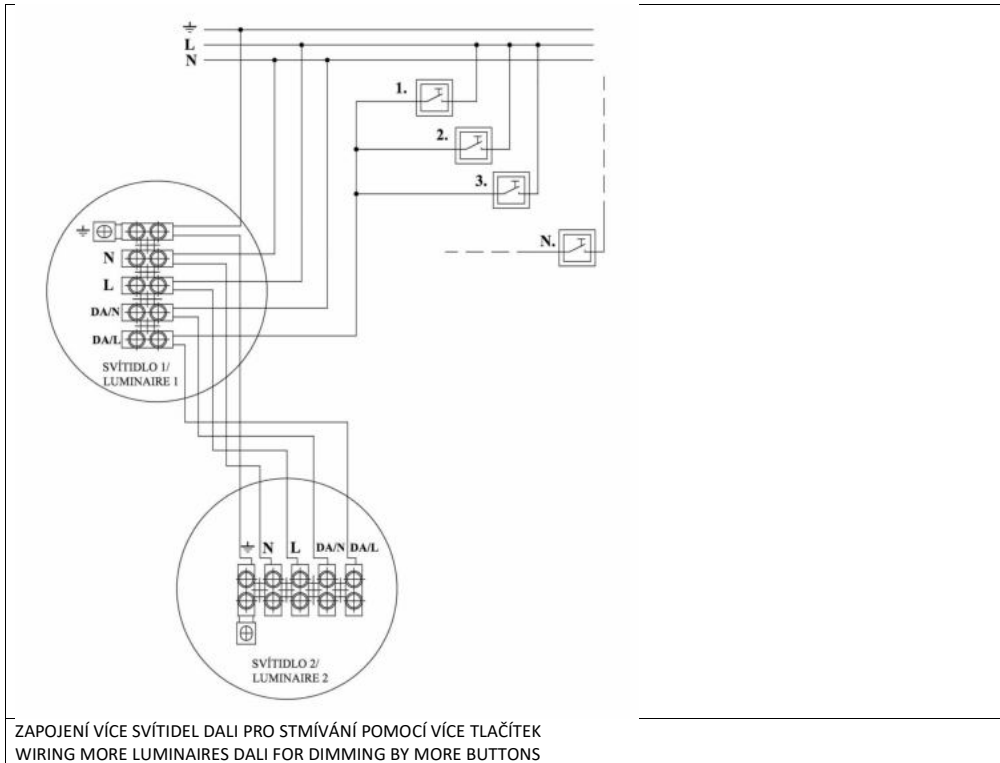 ⏚
L
N
1.
2.
3.
N.
⏚
N
L
DA/N
DA/L
SVÍTIDLO 1/
LUMINAIRE 1
⏚ N L DA/N DA/L
SVÍTIDLO 2/
LUMINAIRE 2
ZAPOJENÍ VÍCE SVÍTIDEL DALI PRO STMÍVÁNÍ POMOCÍ VÍCE TLAČÍTEK
WIRING MORE LUMINAIRES DALI FOR DIMMING BY MORE BUTTONS